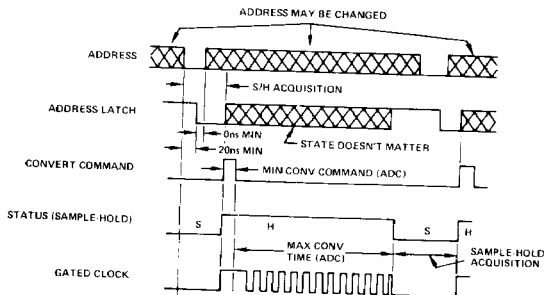 ADDRESS MAY BE CHANGED
ADDRESS
S/H ACQUISITION
ADDRESS LATCH
0ns MIN
STATE DOESN'T MATTER
20ns MIN
CONVERT COMMAND
MIN CONV COMMAND (ADC)
STATUS (SAMPLE-HOLD)
S
H
S
H
MAX CONV
TIME (ADC)
SAMPLE-HOLD
ACQUISITION
GATED CLOCK